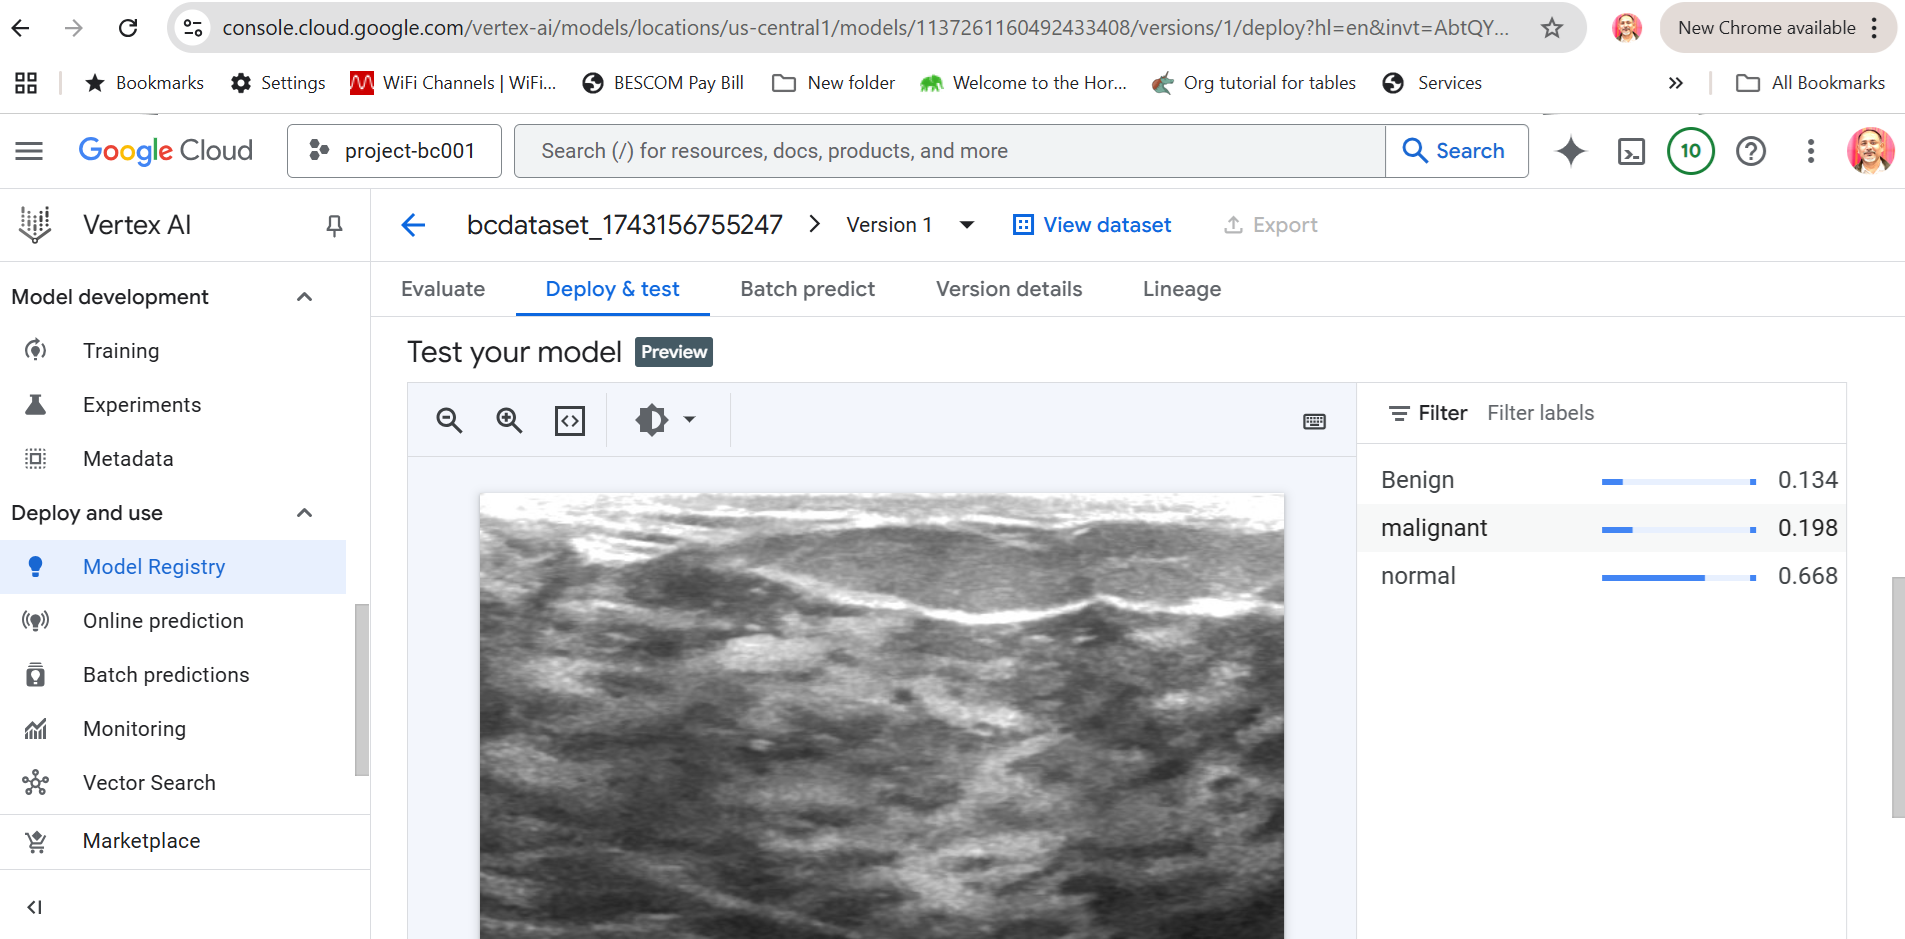 console.cloud.google.com/vertex-ai/models/locations/us-central1/models/1137261160492433408/versions/1/deploy?hl=en&invt=AbtQY...
New Chrome available
Bookmarks
Settings
WiFi Channels | WiFi...
BESCOM Pay Bill
New folder
Welcome to the Hor...
Org tutorial for tables
Services
»
All Bookmarks
Google Cloud
project-bc001
Search (/) for resources, docs, products, and more
Search
10
Vertex AI
bcdataset_1743156755247
Version 1
View dataset
Export
Model development
Training
Experiments
Metadata
Deploy and use
Model Registry
Online prediction
Batch predictions
Monitoring
Vector Search
Marketplace
Evaluate
Deploy & test
Batch predict
Version details
Lineage
Test your model
Preview
Filter
Filter labels
Benign 0.134
malignant 0.198
normal 0.668